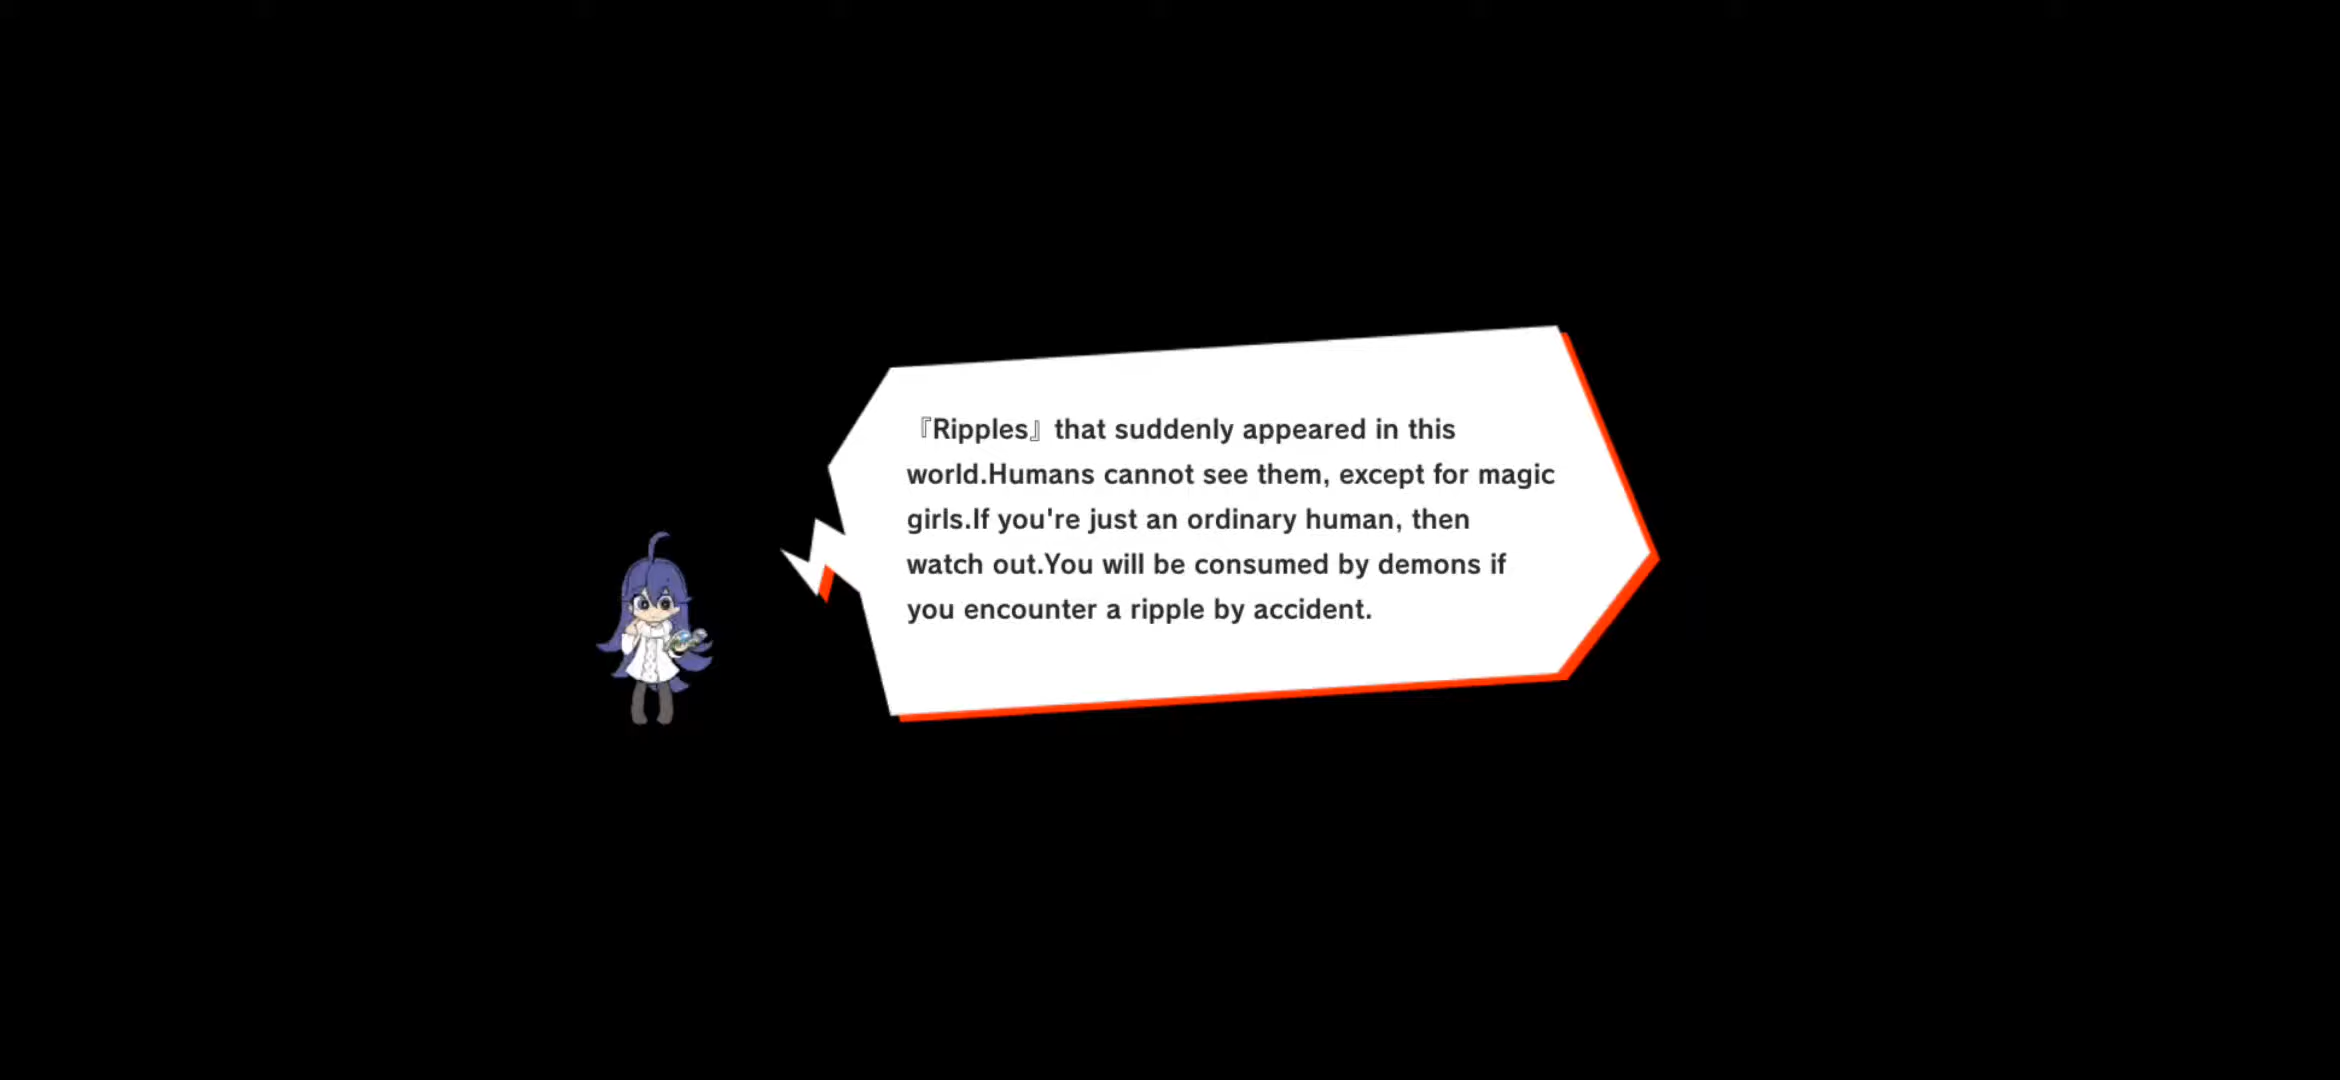 『Ripples』that suddenly appeared in this
world.Humans cannot see them, except for magic
girls.If you're just an ordinary human, then
watch out.You will be consumed by demons if
you encounter a ripple by accident.